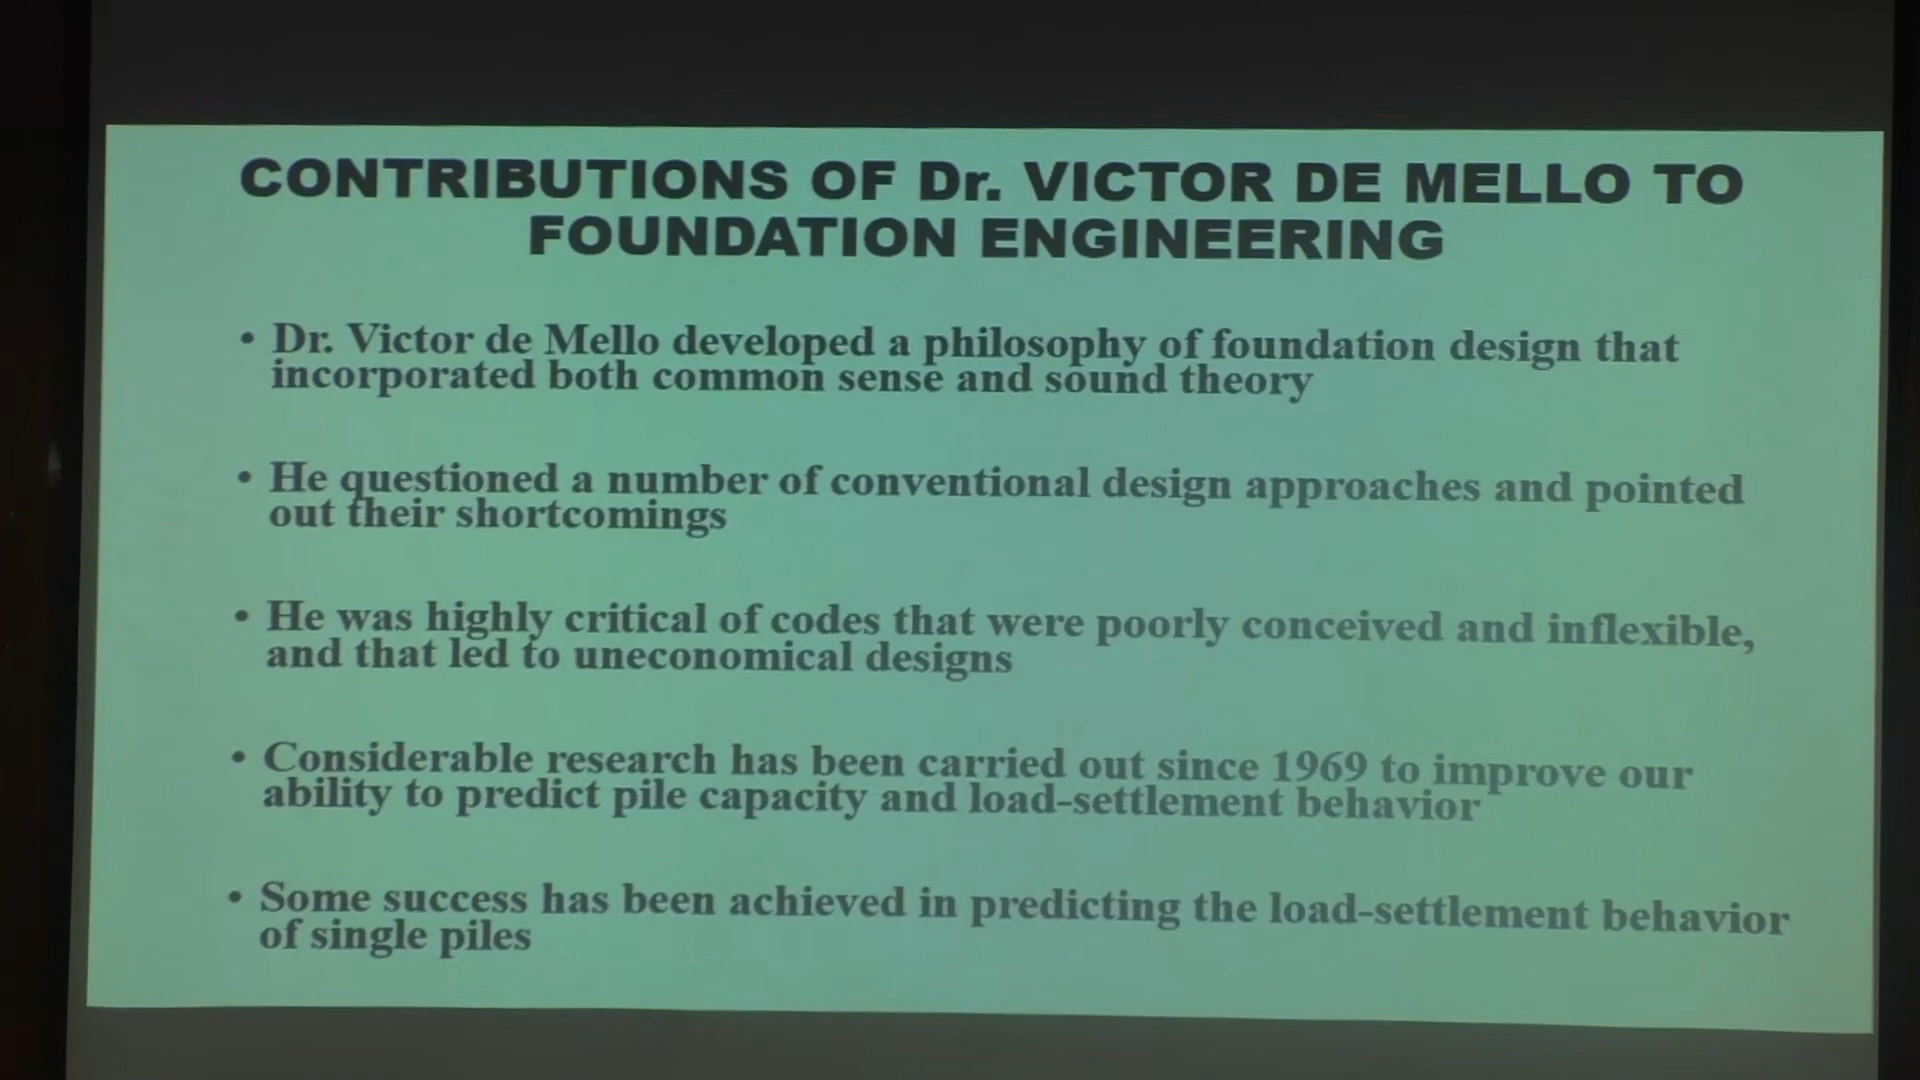 CONTRIBUTIONS OF Dr. VICTOR DE MELLO TO
FOUNDATION ENGINEERING
• Dr. Victor de Mello developed a philosophy of foundation design that
incorporated both common sense and sound theory
• He questioned a number of conventional design approaches and pointed
out their shortcomings
• He was highly critical of codes that were poorly conceived and inflexible,
and that led to uneconomical designs
• Considerable research has been carried out since 1969 to improve our
ability to predict pile capacity and load-settlement behavior
• Some success has been achieved in predicting the load-settlement behavior
of single piles